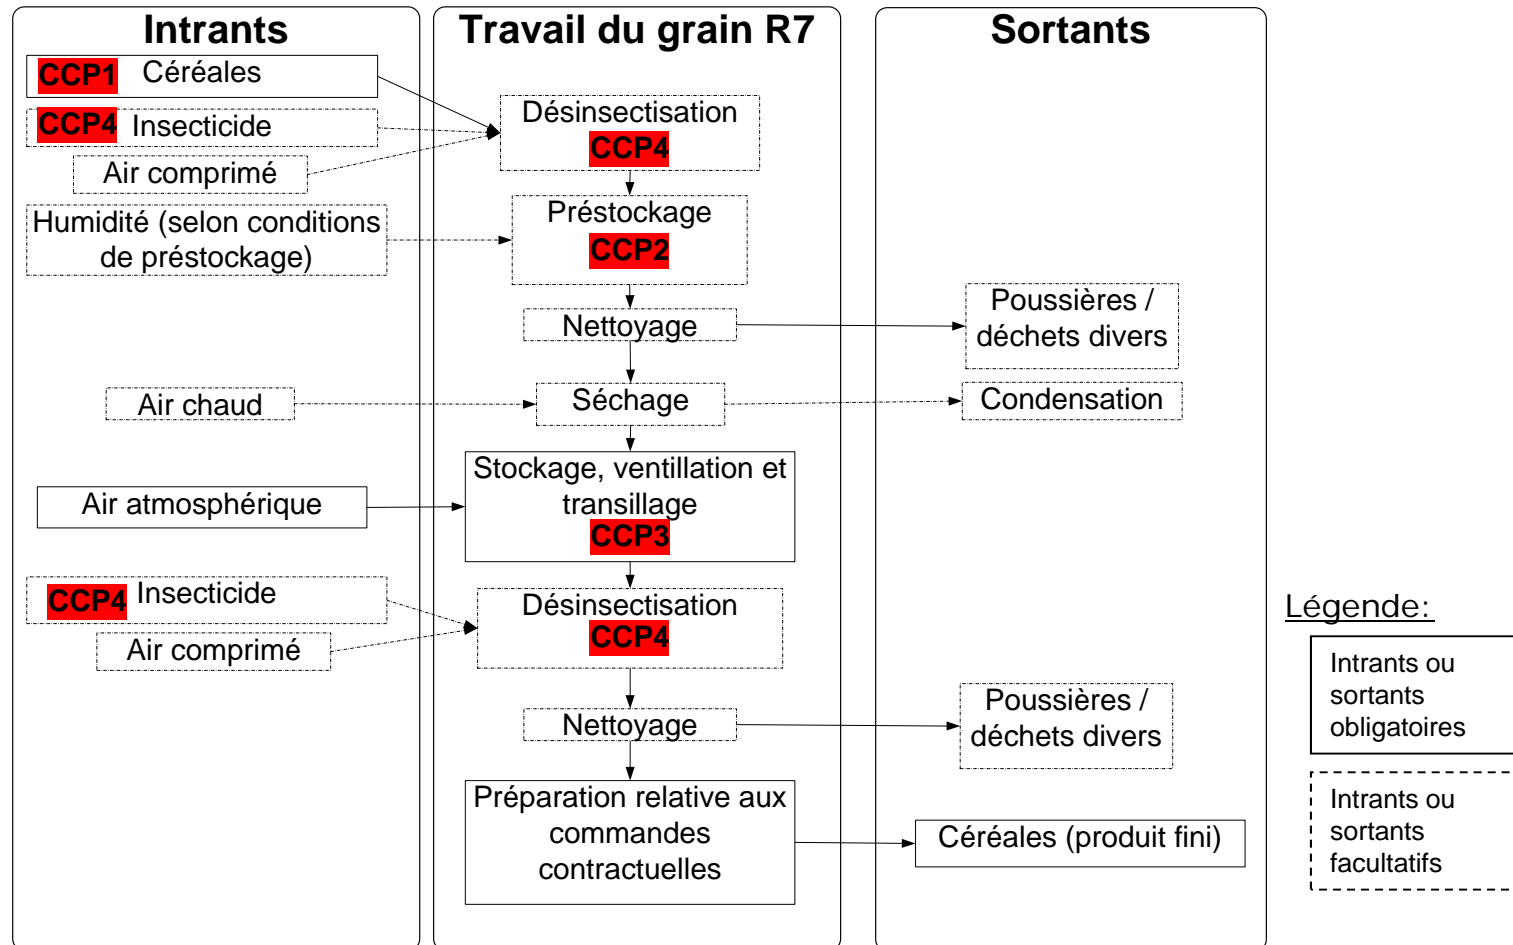 Intrants
CCP1 Céréales
CCP4 Insecticide
Air comprimé
Humidité (selon conditions
de préstockage)
Air chaud
Air atmosphérique
CCP4 Insecticide
Air comprimé
Travail du grain R7
Désinsectisation
CCP4
Préstockage
CCP2
Nettoyage
Séchage
Stockage, ventillation et
transillage
CCP3
Désinsectisation
CCP4
Nettoyage
Préparation relative aux
commandes
contractuelles
Sortants
Poussières /
déchets divers
Condensation
Poussières /
déchets divers
Céréales (produit fini)
Légende:
Intrants ou
sortants
obligatoires
Intrants ou
sortants
facultatifs